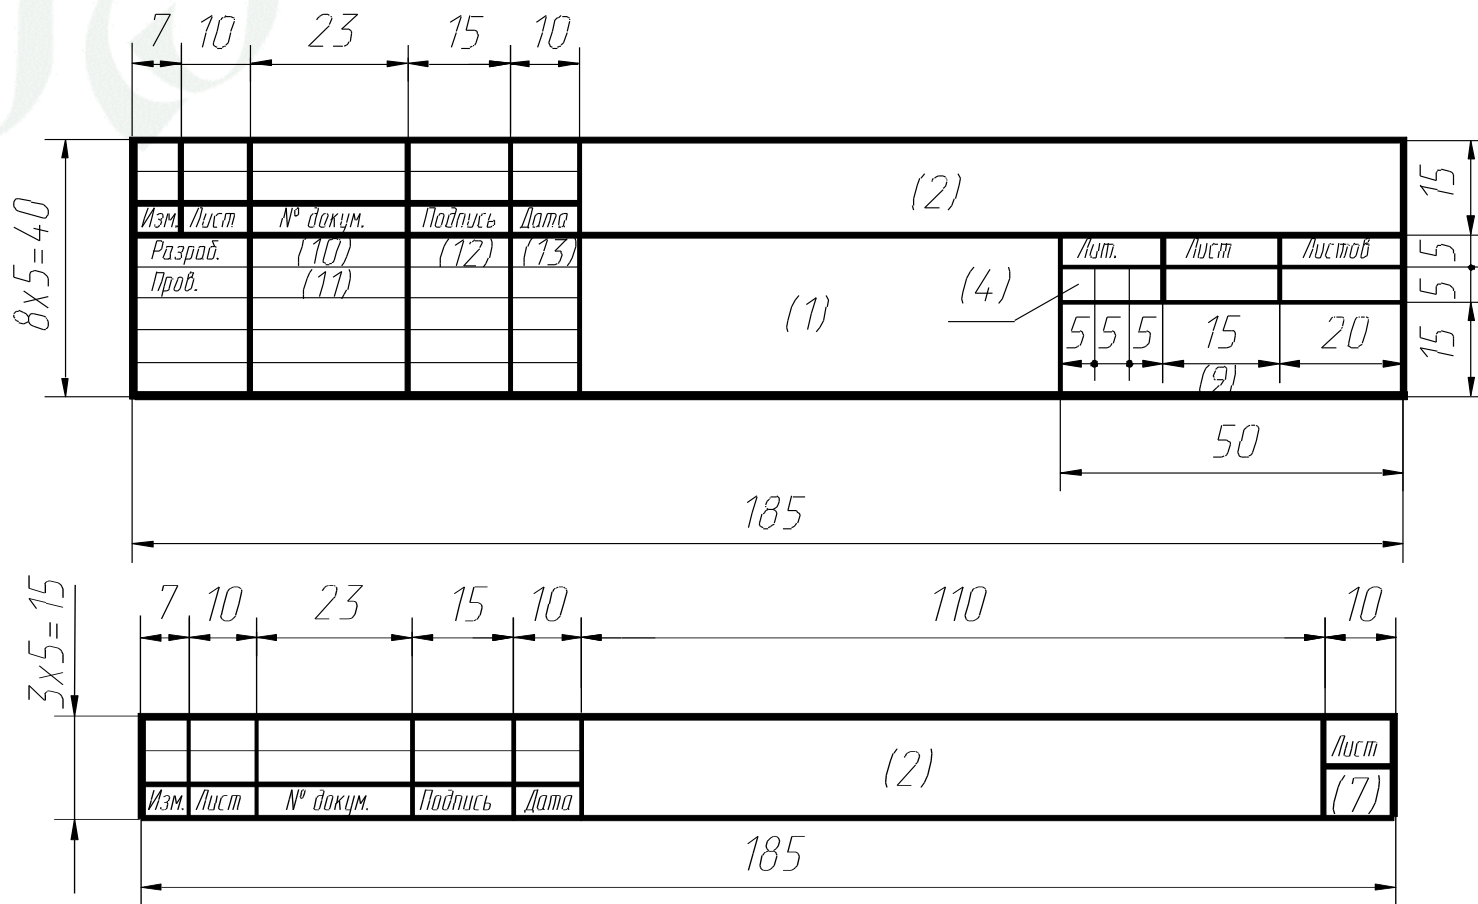 7 10 23 15 10
(2)
15
8x5=40
Изм. Лист № докум. Подпись Дата
Разраб. (10) (12) (13)
Лит. Лист Листов
5
Пров. (11)
(4)
5
(1)
5 5 5 15 20
15
(9)
50
185
3x5=15
7 10 23 15 10 110 10
Лист
(2)
(7)
Изм. Лист № докум. Подпись Дата
185